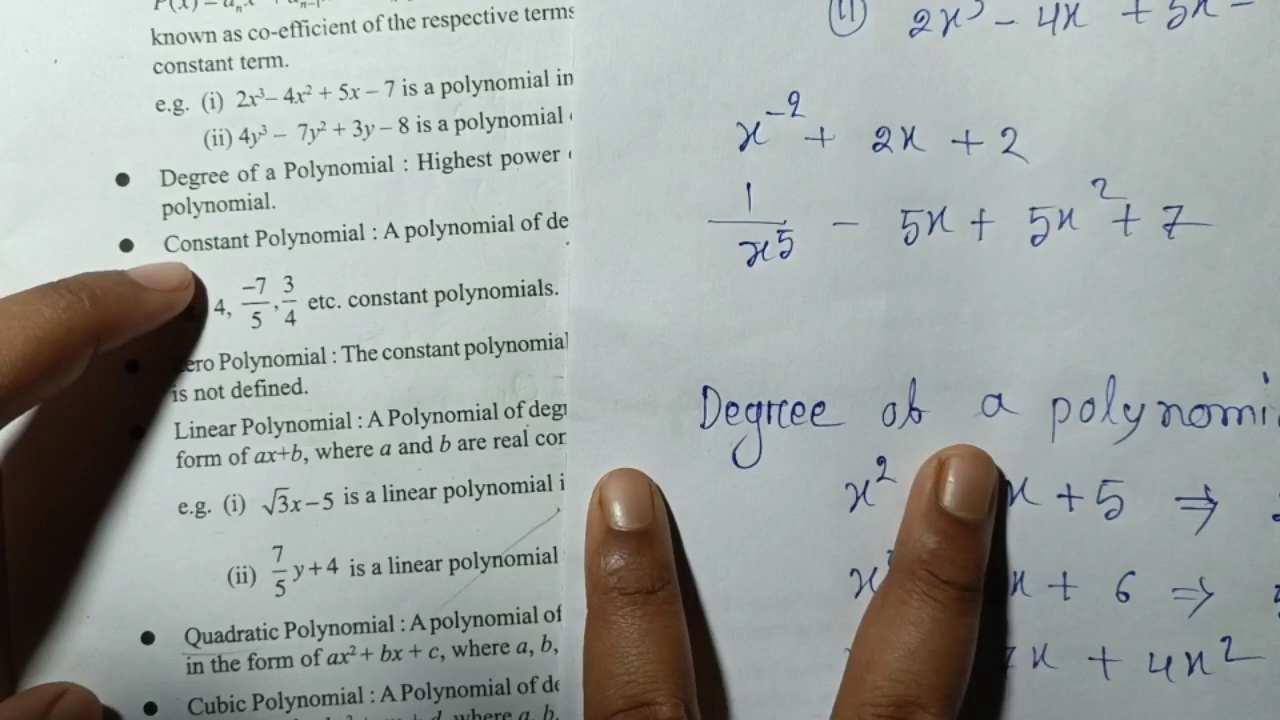 known as co-efficient of the respective terms
constant term.
e.g. (i) 2x³– 4x² + 5x – 7 is a polynomial in
(ii) 4y³ – 7y² + 3y – 8 is a polynomial
● Degree of a Polynomial : Highest power
polynomial.
● Constant Polynomial : A polynomial of de
4, –7/5, 3/4 etc. constant polynomials.
ero Polynomial : The constant polynomial
is not defined.
Linear Polynomial : A Polynomial of degr
form of ax+b, where a and b are real con
e.g. (i) √3x – 5 is a linear polynomial i
(ii) 7/5 y + 4 is a linear polynomial
● Quadratic Polynomial : A polynomial of
in the form of ax² + bx + c, where a, b,
● Cubic Polynomial : A Polynomial of de
where a, b,
(ii) 2x³ – 4x + 5x –
x⁻² + 2x + 2
1/x⁵ – 5x + 5x² + 7
Degree of a polynomi
x² x + 5 ⇒
x x + 6 ⇒
7x + 4x²